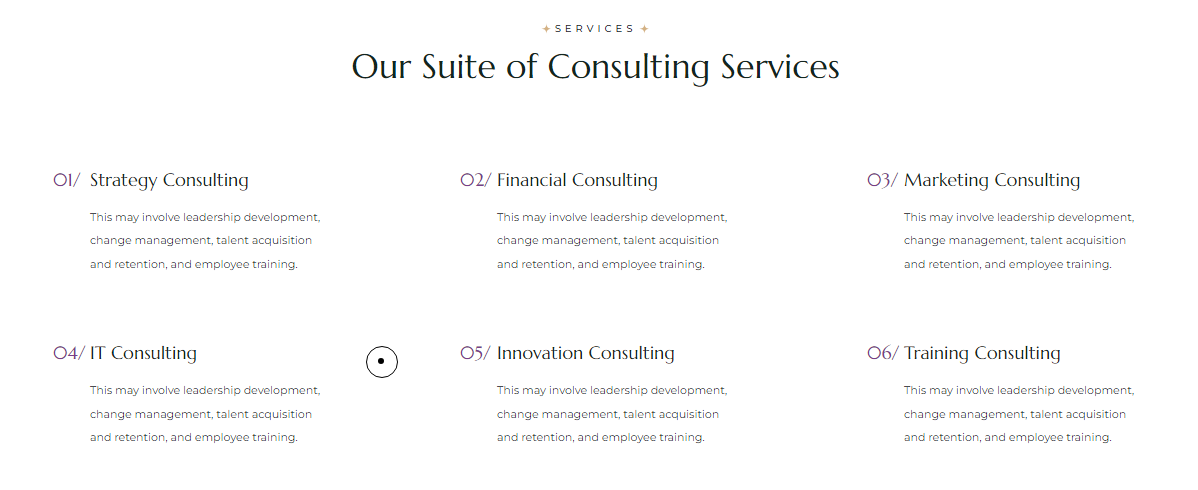 SERVICES
Our Suite of Consulting Services
01/ Strategy Consulting
This may involve leadership development,
change management, talent acquisition
and retention, and employee training.
02/ Financial Consulting
This may involve leadership development,
change management, talent acquisition
and retention, and employee training.
03/ Marketing Consulting
This may involve leadership development,
change management, talent acquisition
and retention, and employee training.
04/ IT Consulting
This may involve leadership development,
change management, talent acquisition
and retention, and employee training.
05/ Innovation Consulting
This may involve leadership development,
change management, talent acquisition
and retention, and employee training.
06/ Training Consulting
This may involve leadership development,
change management, talent acquisition
and retention, and employee training.